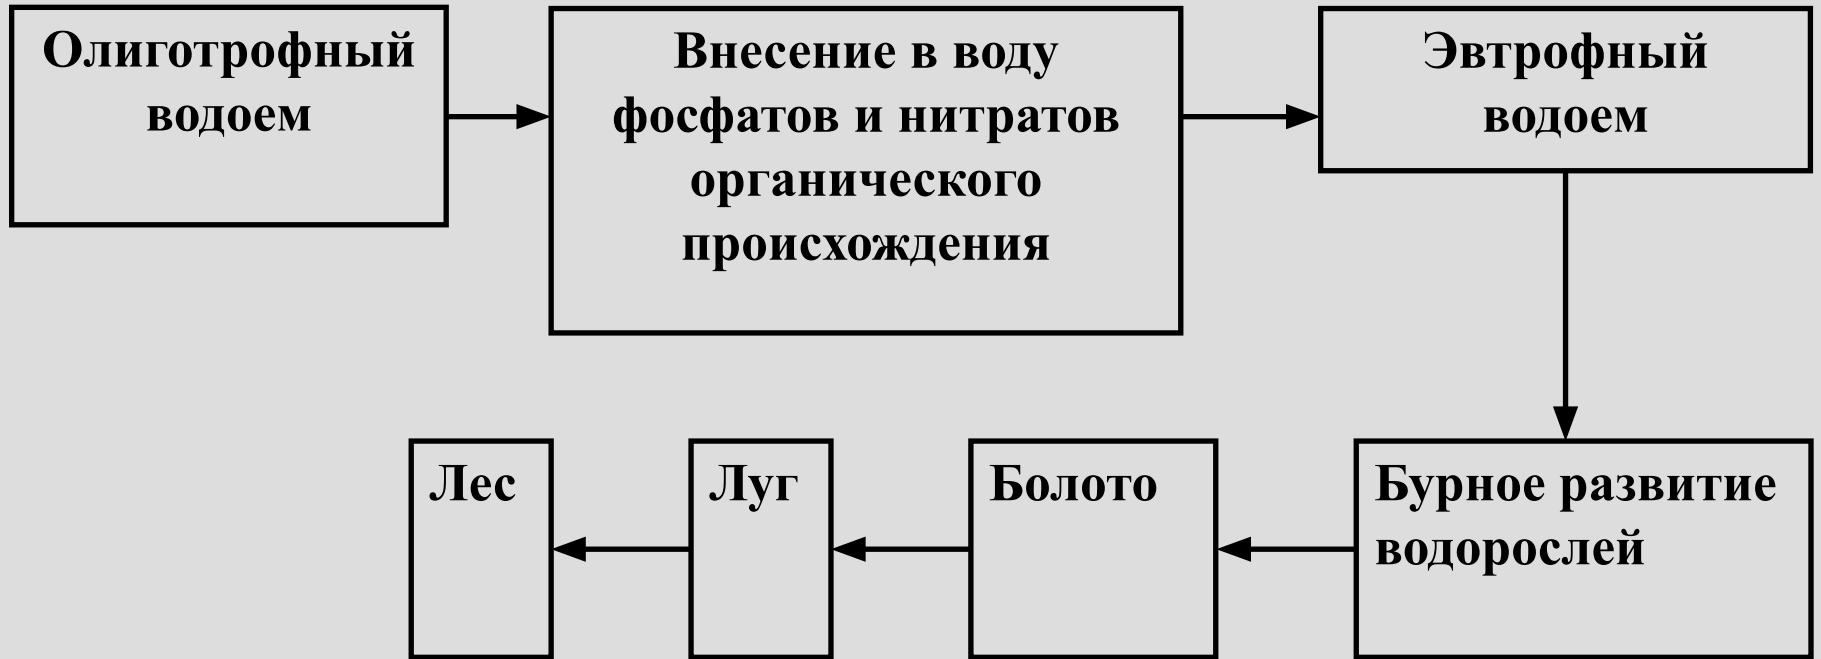 Олиготрофный
водоем
Внесение в воду
фосфатов и нитратов
органического
происхождения
Эвтрофный
водоем
Бурное развитие
водорослей
Болото
Луг
Лес